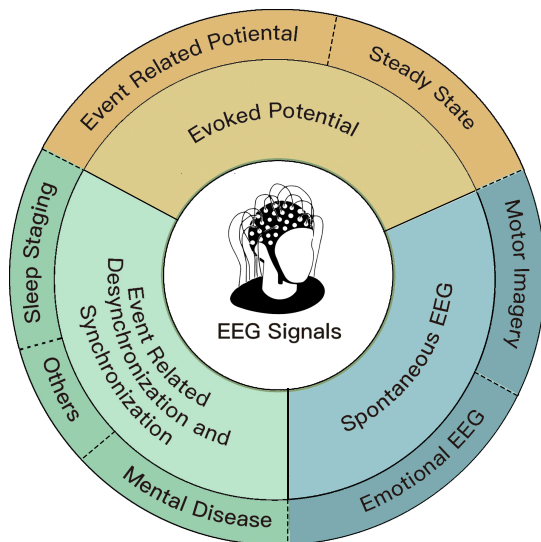 Event Related Potiental
Steady State
Evoked Potential
Sleep Staging
Motor Imagery
EEG Signals
Event Related
Desynchronization and
Synchronization
Spontaneous EEG
Others
Emotional EEG
Mental Disease